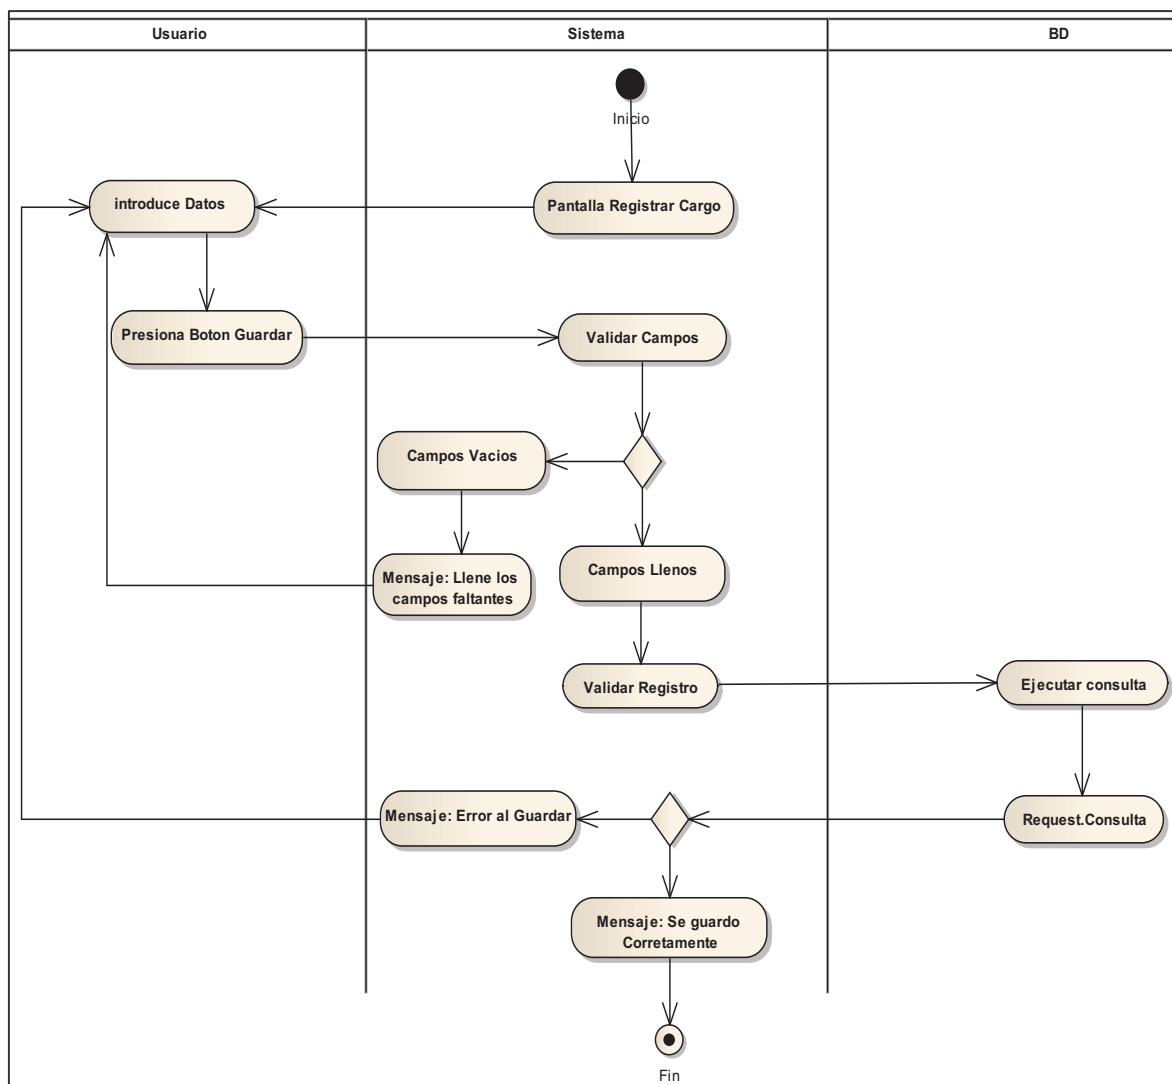 Usuario
Sistema
BD
Inicio
introduce Datos
Pantalla Registrar Cargo
Presiona Boton Guardar
Validar Campos
Campos Vacios
Mensaje: Llene los
campos faltantes
Campos Llenos
Validar Registro
Ejecutar consulta
Mensaje: Error al Guardar
Request.Consulta
Mensaje: Se guardo
Corretamente
Fin